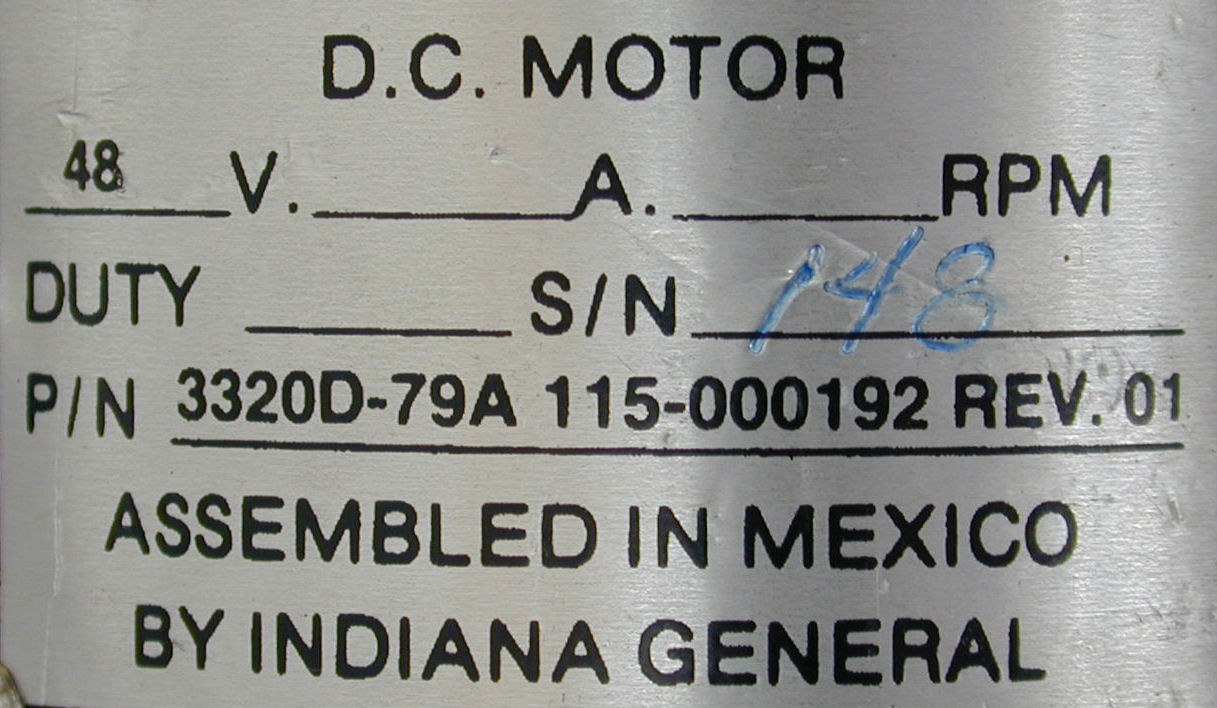 D.C. MOTOR
48 V. A. RPM
DUTY S/N 148
P/N 3320D-79A 115-000192 REV. 01
ASSEMBLED IN MEXICO
BY INDIANA GENERAL